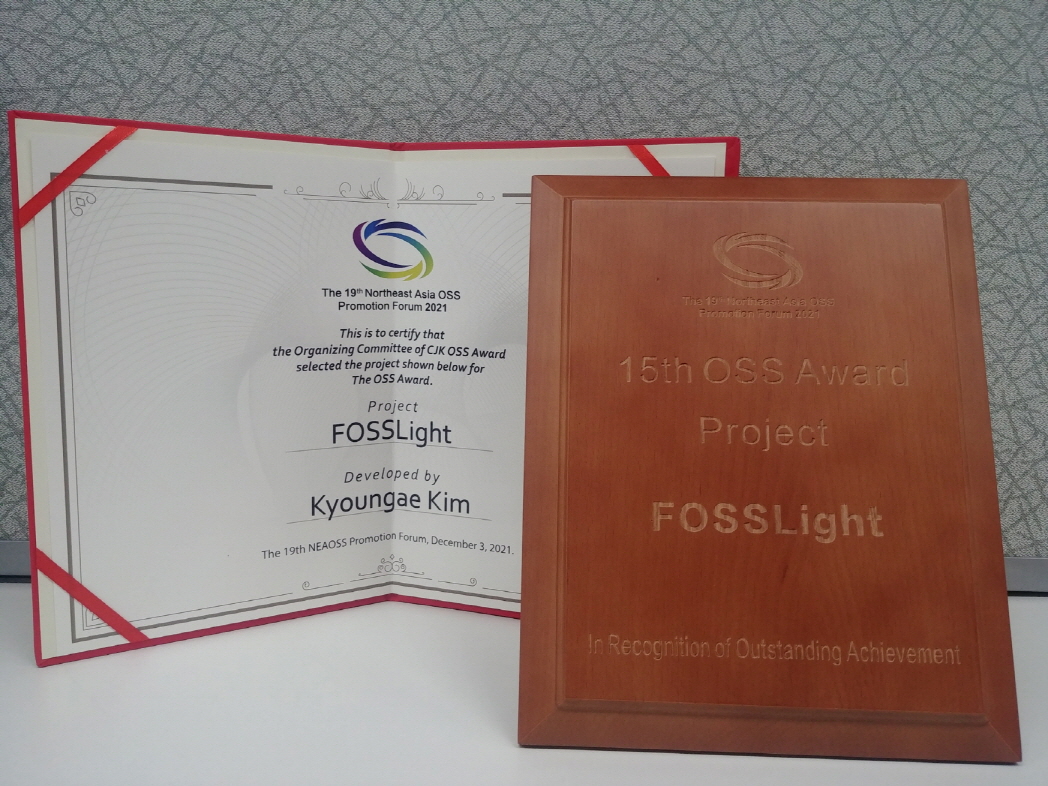 The 19th Northeast Asia OSS
Promotion Forum 2021
This is to certify that
the Organizing Committee of CJK OSS Award
selected the project shown below for
The OSS Award.
Project
FOSSLight
Developed by
Kyoungae Kim
The 19th NEAOSS Promotion Forum, December 3, 2021.
The 19th Northeast Asia OSS
Promotion Forum 2021
15th OSS Award
Project
FOSSLight
In Recognition of Outstanding Achievement